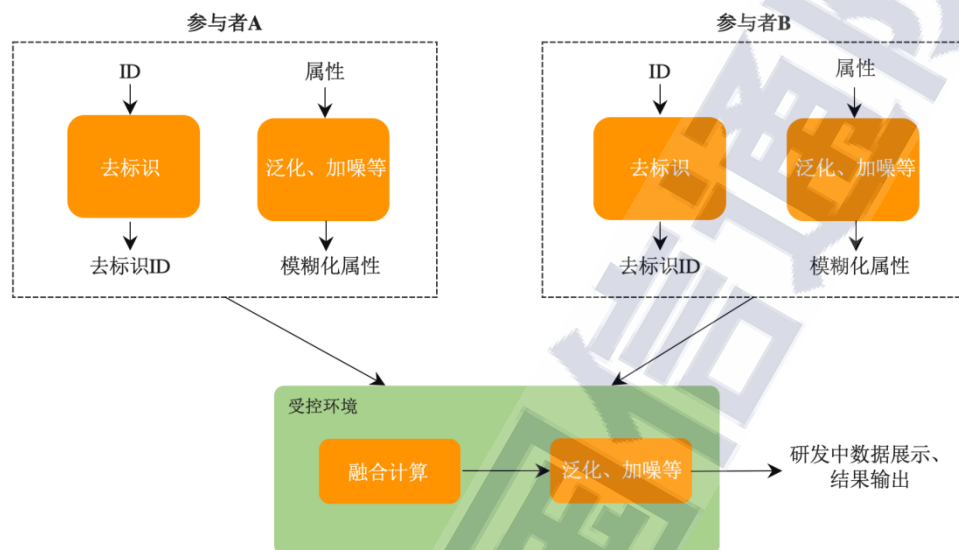 参与者A
参与者B
ID
属性
ID
属性
去标识
泛化、加噪等
去标识
泛化、加噪等
去标识ID
模糊化属性
去标识ID
模糊化属性
受控环境
融合计算
泛化、加噪等
研发中数据展示、
结果输出